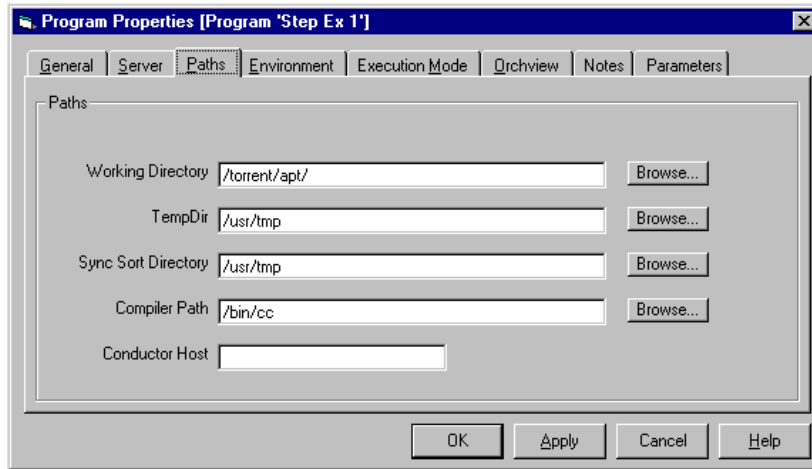 Program Properties [Program 'Step Ex 1']
General Server Paths Environment Execution Mode Orchview Notes Parameters
Paths
Working Directory /torrent/apt/ Browse...
TempDir /usr/tmp Browse...
Sync Sort Directory /usr/tmp Browse...
Compiler Path /bin/cc Browse...
Conductor Host
OK Apply Cancel Help